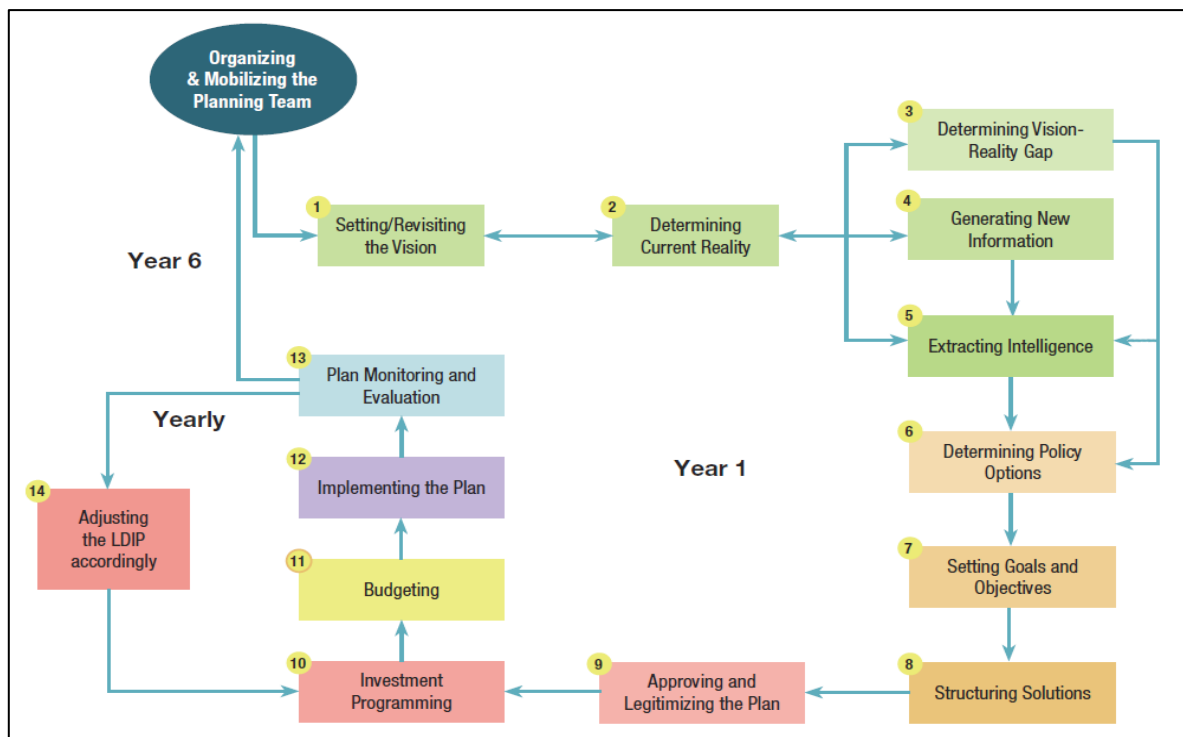 Organizing
& Mobilizing the
Planning Team
1
Setting/Revisiting
the Vision
2
Determining
Current Reality
3
Determining Vision-
Reality Gap
4
Generating New
Information
5
Extracting Intelligence
6
Determining Policy
Options
7
Setting Goals and
Objectives
8
Structuring Solutions
9
Approving and
Legitimizing the Plan
10
Investment
Programming
11
Budgeting
12
Implementing the Plan
13
Plan Monitoring and
Evaluation
14
Adjusting
the LDIP
accordingly
Year 6
Yearly
Year 1